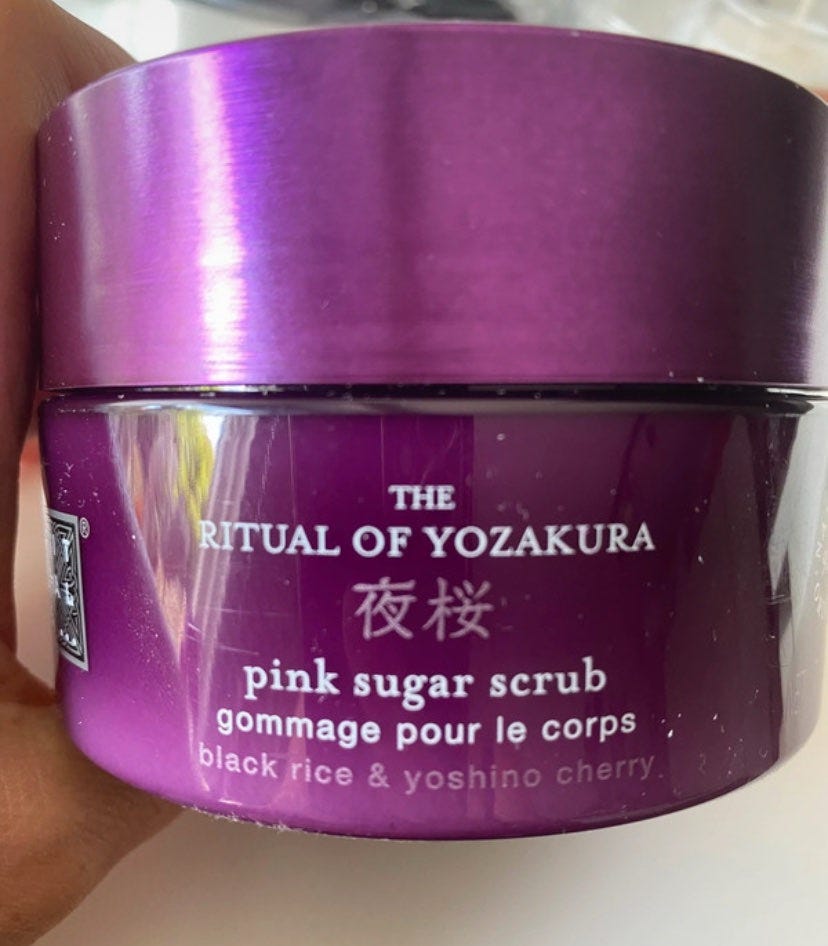 THE
RITUAL OF YOZAKURA
夜桜
pink sugar scrub
gommage pour le corps
black rice & yoshino cherry
®